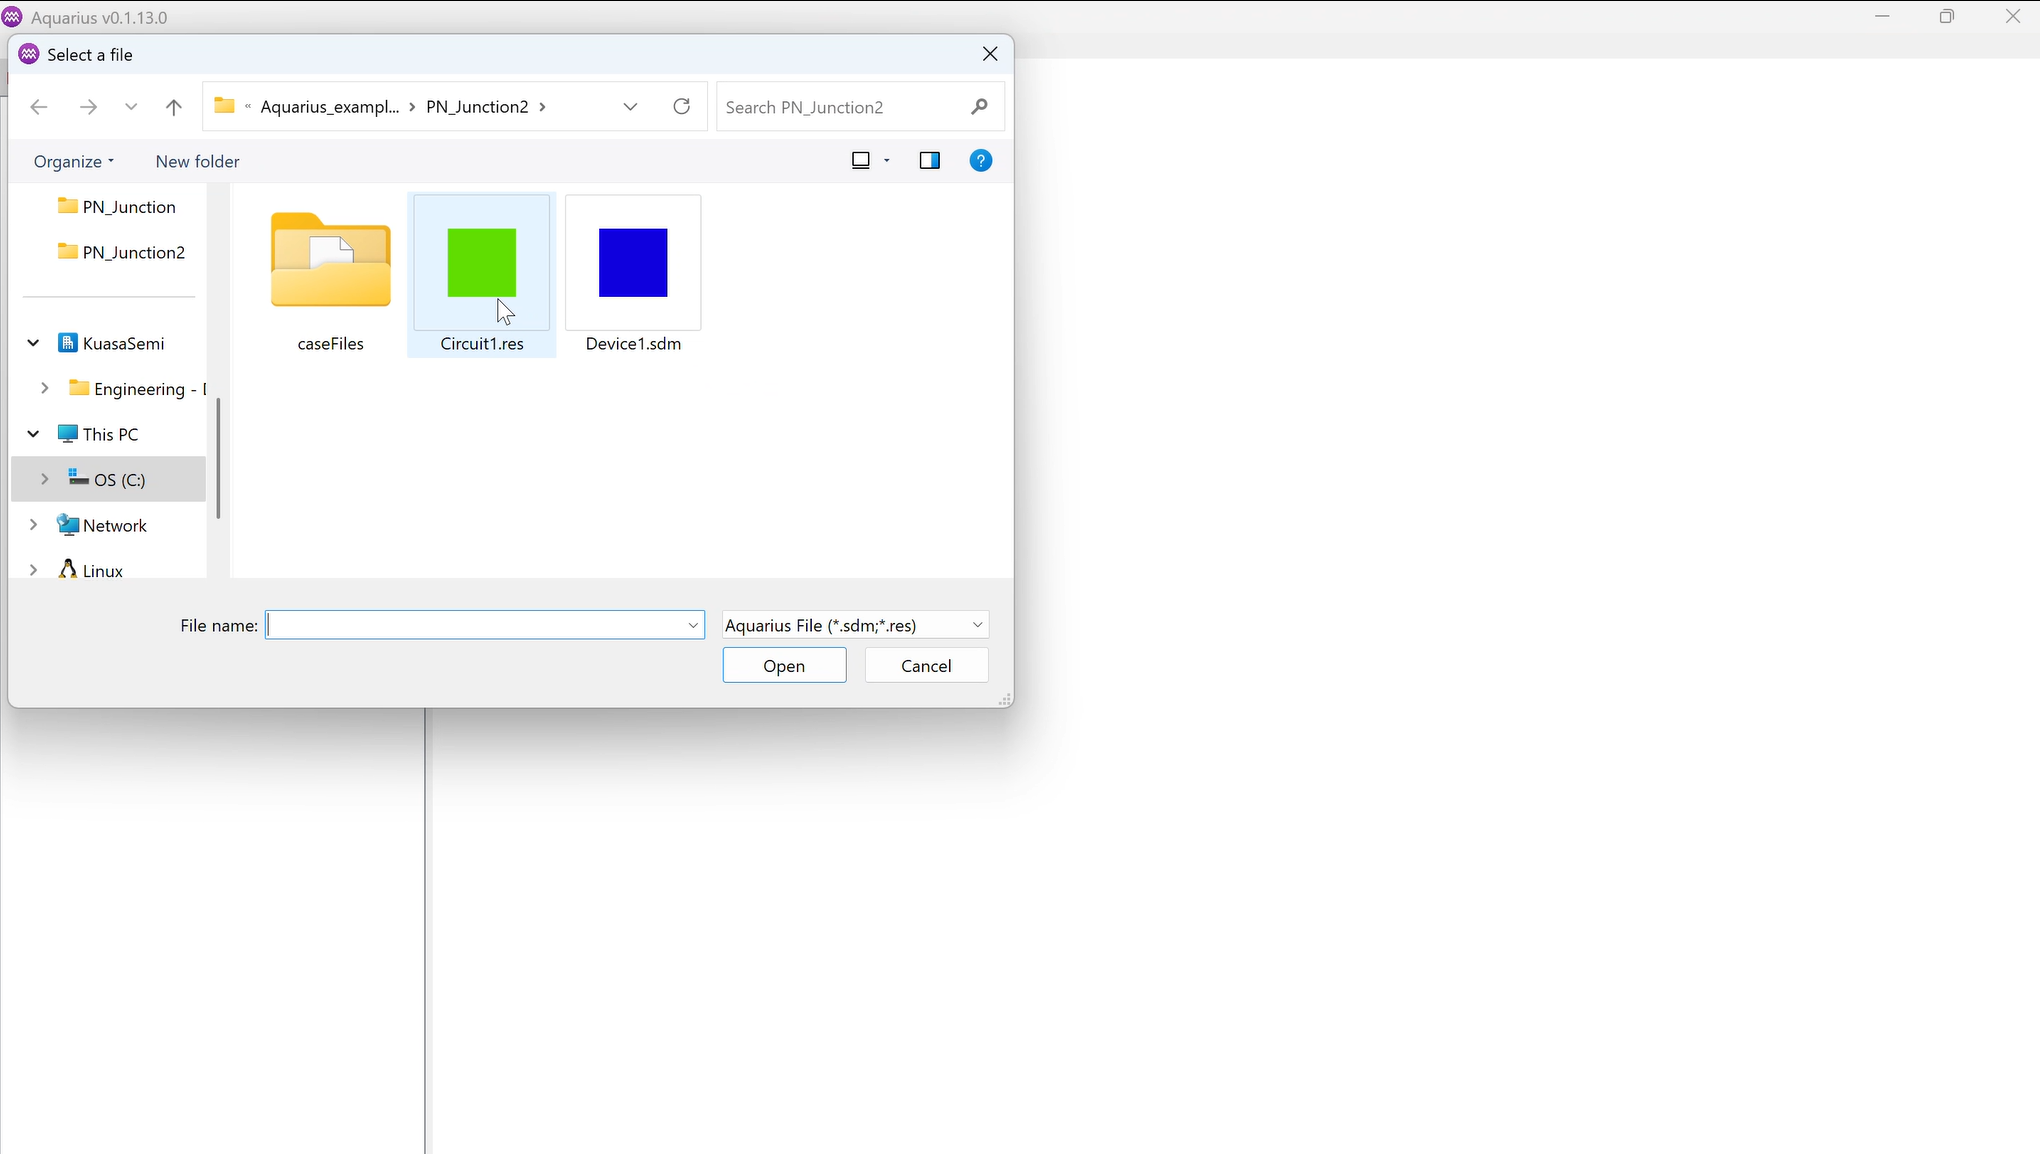 Aquarius v0.1.13.0
Select a file
« Aquarius_exampl... > PN_Junction2 >
Search PN_Junction2
Organize
New folder
PN_Junction
PN_Junction2
KuasaSemi
Engineering -
This PC
OS (C:)
Network
Linux
caseFiles
Circuit1.res
Device1.sdm
File name:
Aquarius File (*.sdm;*.res)
Open
Cancel